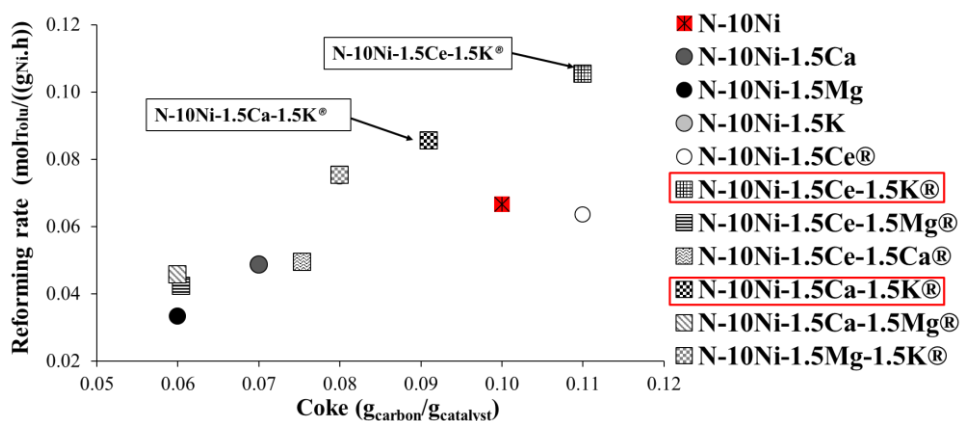 0.12
N-10Ni-1.5Ce-1.5K®
0.10
N-10Ni-1.5Ca-1.5K®
0.08
0.06
0.04
0.02
0.05
0.06
0.07
0.08
0.09
0.10
0.11
0.12
Reforming rate (molTolu/((gNi.h))
Coke (gcarbon/gcatalyst)
N-10Ni
N-10Ni-1.5Ca
N-10Ni-1.5Mg
N-10Ni-1.5K
N-10Ni-1.5Ce®
N-10Ni-1.5Ce-1.5K®
N-10Ni-1.5Ce-1.5Mg®
N-10Ni-1.5Ce-1.5Ca®
N-10Ni-1.5Ca-1.5K®
N-10Ni-1.5Ca-1.5Mg®
N-10Ni-1.5Mg-1.5K®